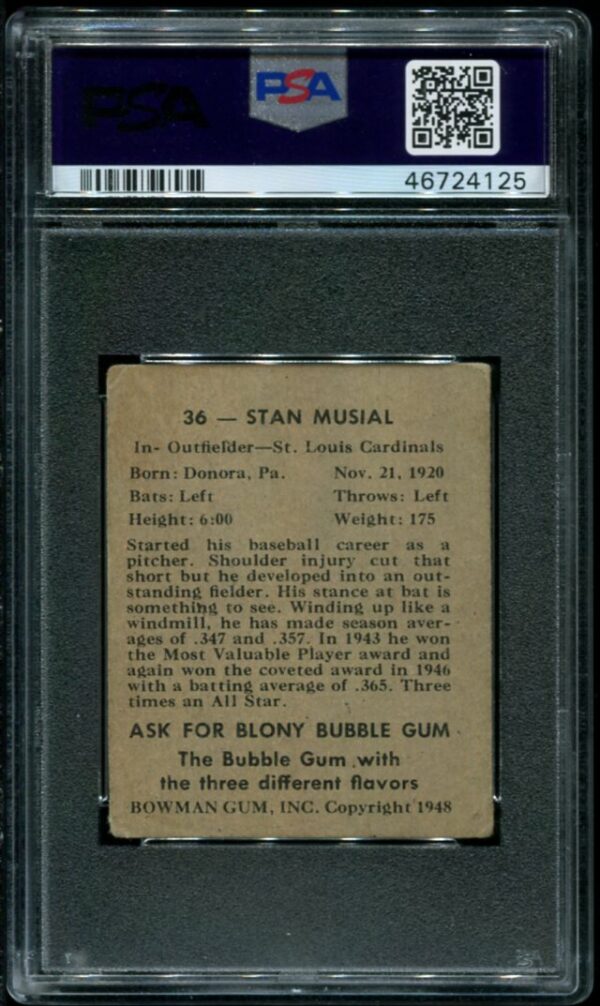 PSA
PSA
46724125
36 — STAN MUSIAL
In- Outfielder—St. Louis Cardinals
Born: Donora, Pa. Nov. 21, 1920
Bats: Left Throws: Left
Height: 6:00 Weight: 175
Started his baseball career as a
pitcher. Shoulder injury cut that
short but he developed into an out-
standing fielder. His stance at bat is
something to see. Winding up like a
windmill, he has made season aver-
ages of .347 and .357. In 1943 he won
the Most Valuable Player award and
again won the coveted award in 1946
with a batting average of .365. Three
times an All Star.
ASK FOR BLONY BUBBLE GUM
The Bubble Gum with
the three different flavors
BOWMAN GUM, INC. Copyright 1948